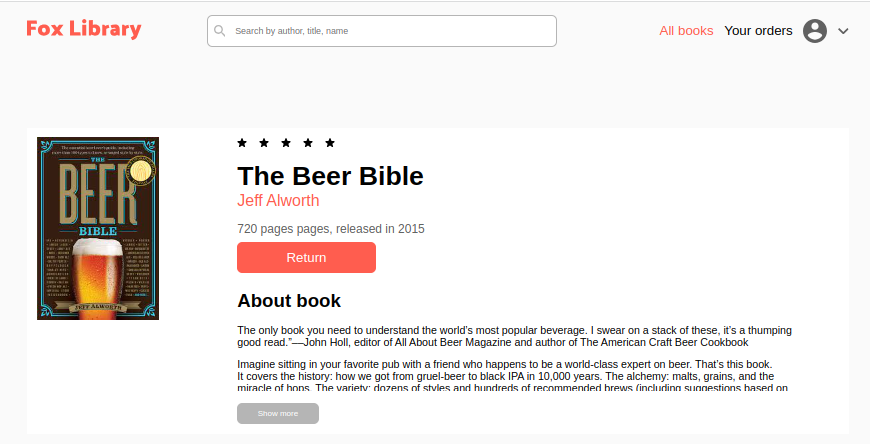 Fox Library
Search by author, title, name
All books
Your orders
THE
BEER
BIBLE
JEFF ALWORTH
The Beer Bible
Jeff Alworth
720 pages pages, released in 2015
Return
About book
The only book you need to understand the world's most popular beverage. I swear on a stack of these, it's a thumping
good read."—John Holl, editor of All About Beer Magazine and author of The American Craft Beer Cookbook
Imagine sitting in your favorite pub with a friend who happens to be a world-class expert on beer. That's this book.
It covers the history: how we got from gruel-beer to black IPA in 10,000 years. The alchemy: malts, grains, and the
miracle of hops. The variety: dozens of styles and hundreds of recommended brews (including suggestions based on
Show more